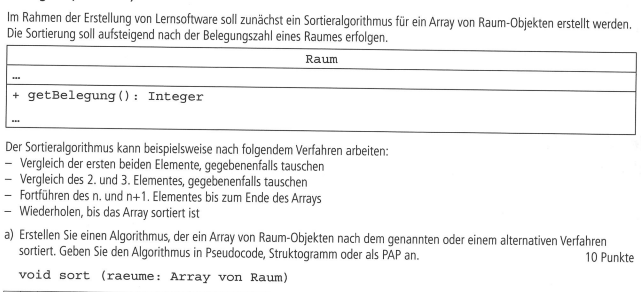 Im Rahmen der Erstellung von Lernsoftware soll zunächst ein Sortieralgorithmus für ein Array von Raum-Objekten erstellt werden.
Die Sortierung soll aufsteigend nach der Belegungszahl eines Raumes erfolgen.
Raum
...
+ getBelegung(): Integer
...
Der Sortieralgorithmus kann beispielsweise nach folgendem Verfahren arbeiten:
– Vergleich der ersten beiden Elemente, gegebenenfalls tauschen
– Vergleich des 2. und 3. Elementes, gegebenenfalls tauschen
– Fortführen des n. und n+1. Elementes bis zum Ende des Arrays
– Wiederholen, bis das Array sortiert ist
a) Erstellen Sie einen Algorithmus, der ein Array von Raum-Objekten nach dem genannten oder einem alternativen Verfahren
sortiert. Geben Sie den Algorithmus in Pseudocode, Struktogramm oder als PAP an. 10 Punkte
void sort (raeume: Array von Raum)